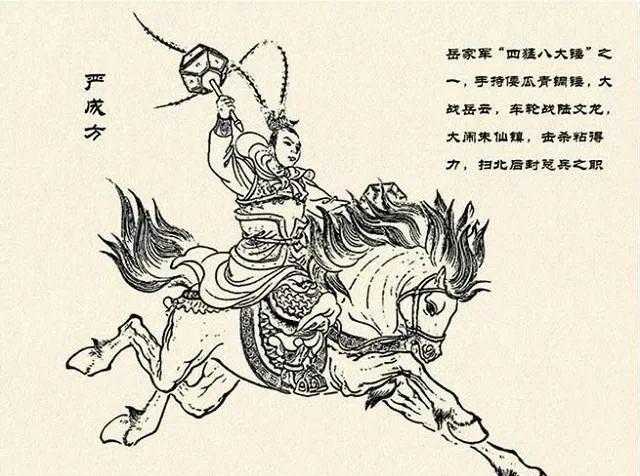 严成方
岳家军“四猛八大锤”之
一，手持倭瓜青铜锤，大
战岳云，车轮战陆文龙，
大闹朱仙镇，击杀粘得
力，扫北后封总兵之职